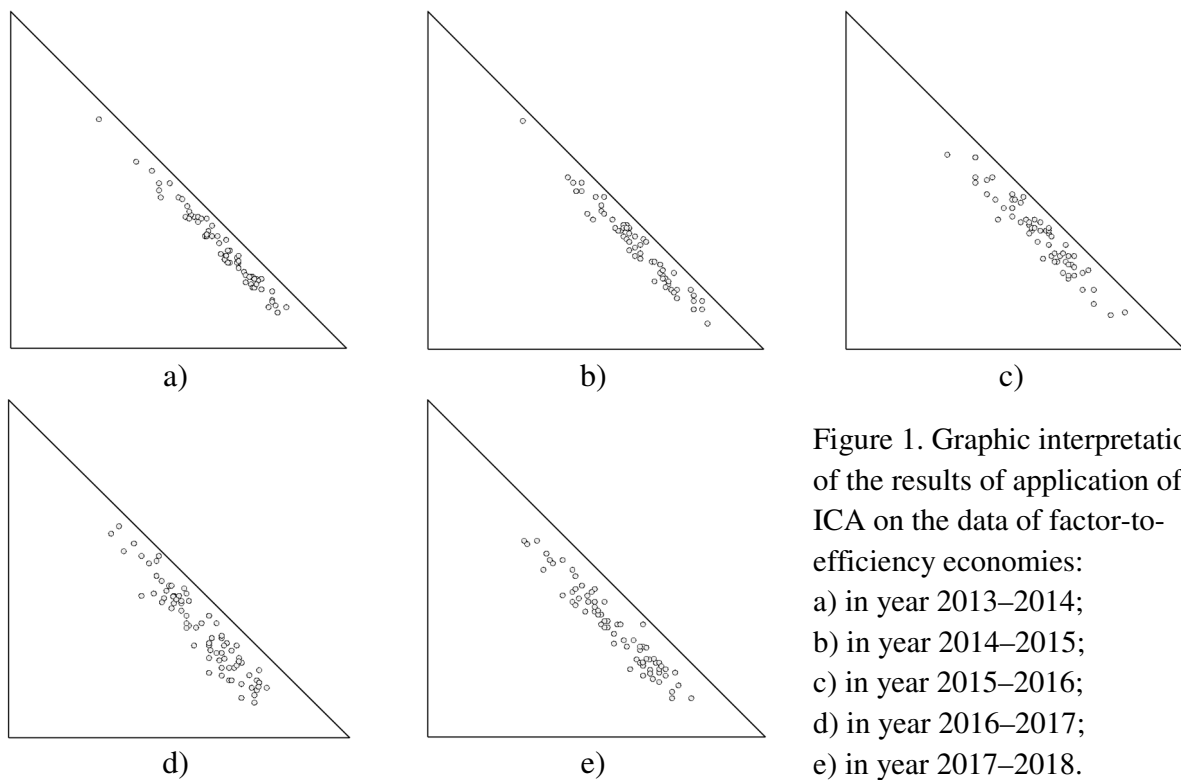 a)
b)
c)
d)
e)
Figure 1. Graphic interpretatio
of the results of application of
ICA on the data of factor-to-
efficiency economies:
a) in year 2013–2014;
b) in year 2014–2015;
c) in year 2015–2016;
d) in year 2016–2017;
e) in year 2017–2018.